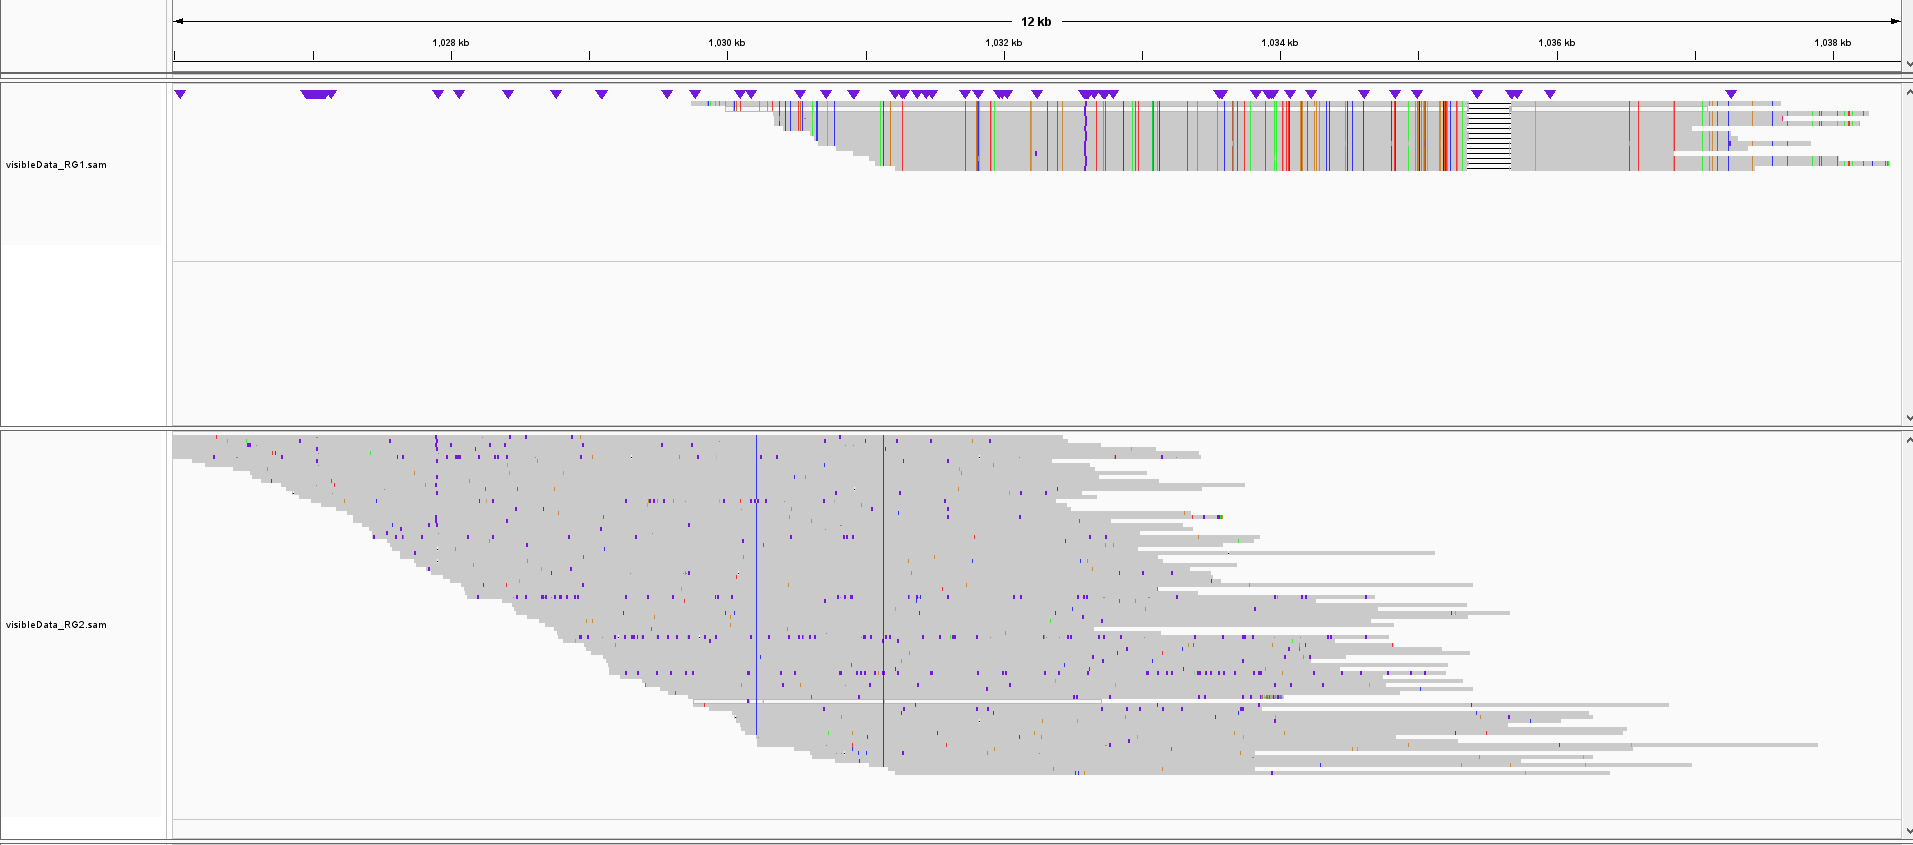 12 kb
1,028 kb 1,030 kb 1,032 kb 1,034 kb 1,036 kb 1,038 kb
visibleData_RG1.sam
visibleData_RG2.sam